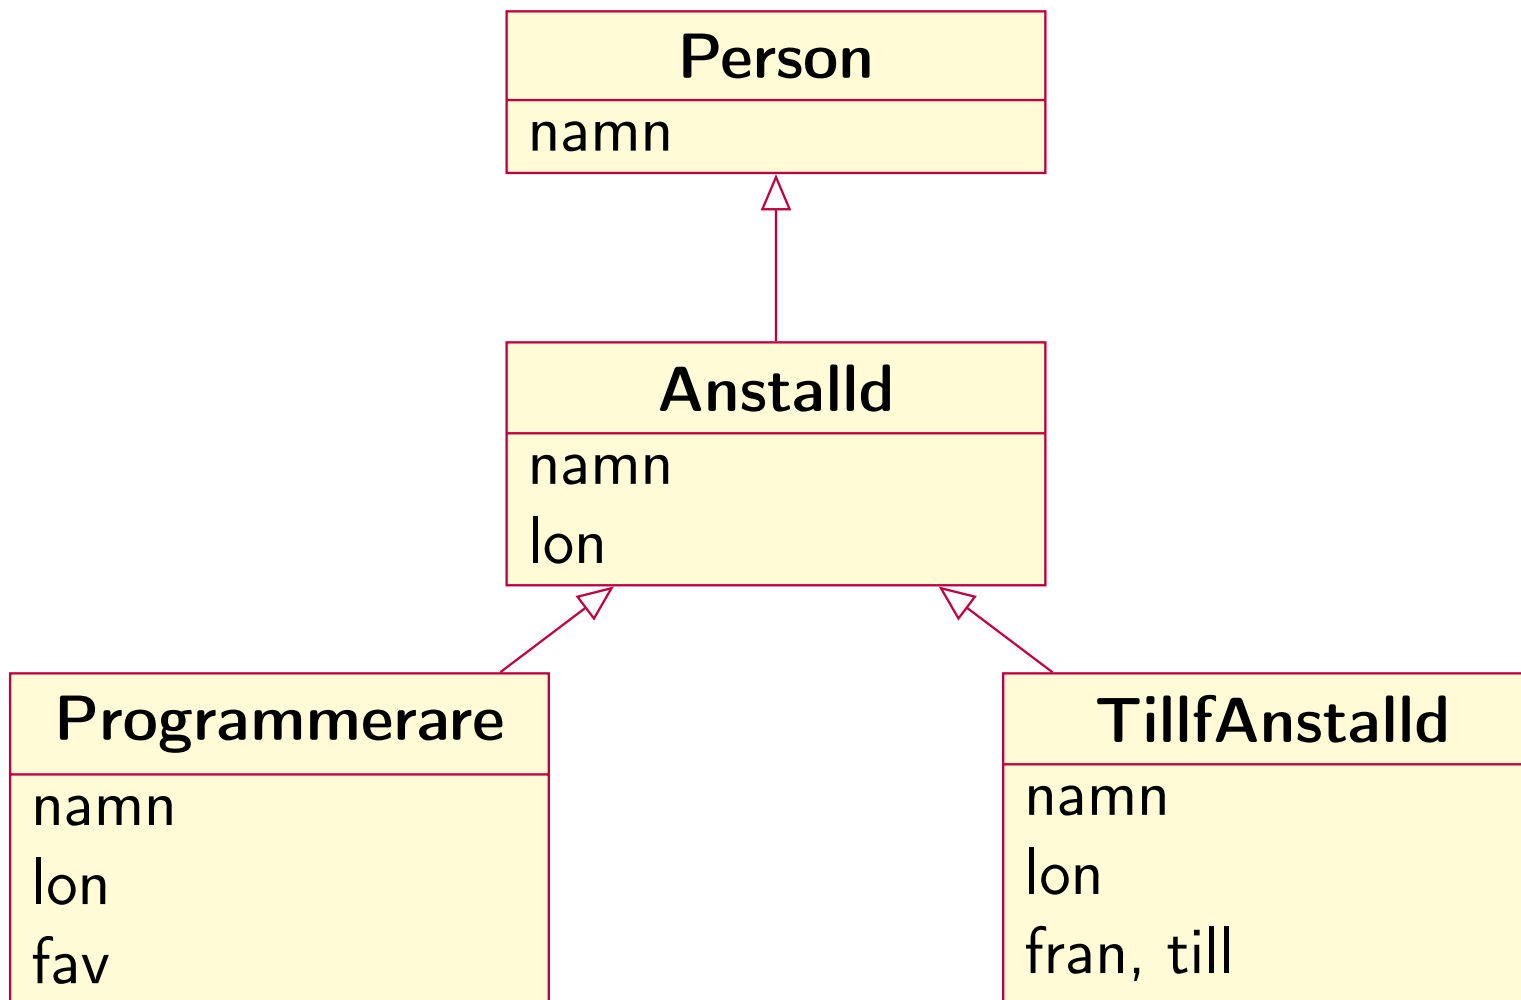 Person
namn
Anstalld
namn
lon
Programmerare
namn
lon
fav
TillfAnstalld
namn
lon
fran, till